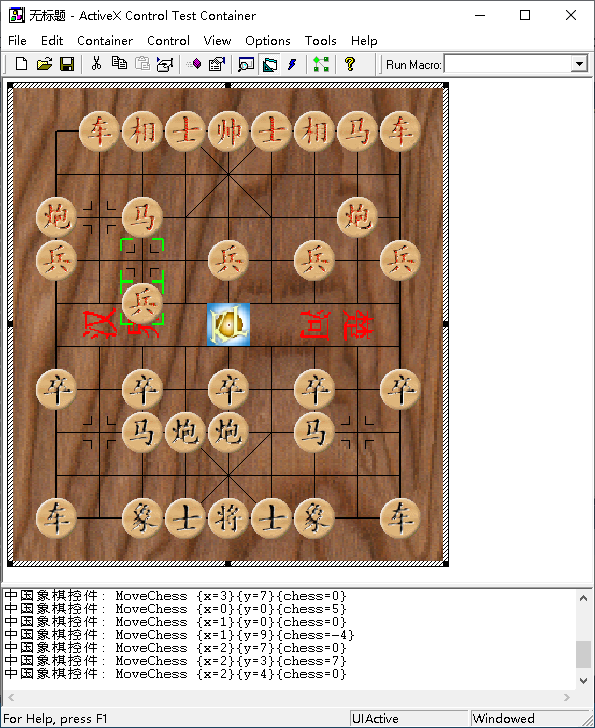 无标题 - ActiveX Control Test Container
File Edit Container Control View Options Tools Help
Run Macro:
车 相 士 帅 士 相 马 车
炮 马 炮
兵 兵 兵 兵
兵
汉 河
卒 卒 卒 卒 卒
马 炮 炮 马
车 象 士 将 士 象 车
中国象棋控件: MoveChess {x=3}{y=7}{chess=0}
中国象棋控件: MoveChess {x=0}{y=0}{chess=5}
中国象棋控件: MoveChess {x=1}{y=0}{chess=0}
中国象棋控件: MoveChess {x=1}{y=9}{chess=-4}
中国象棋控件: MoveChess {x=2}{y=7}{chess=0}
中国象棋控件: MoveChess {x=2}{y=3}{chess=7}
中国象棋控件: MoveChess {x=2}{y=4}{chess=0}
For Help, press F1
UIActive
Windowed